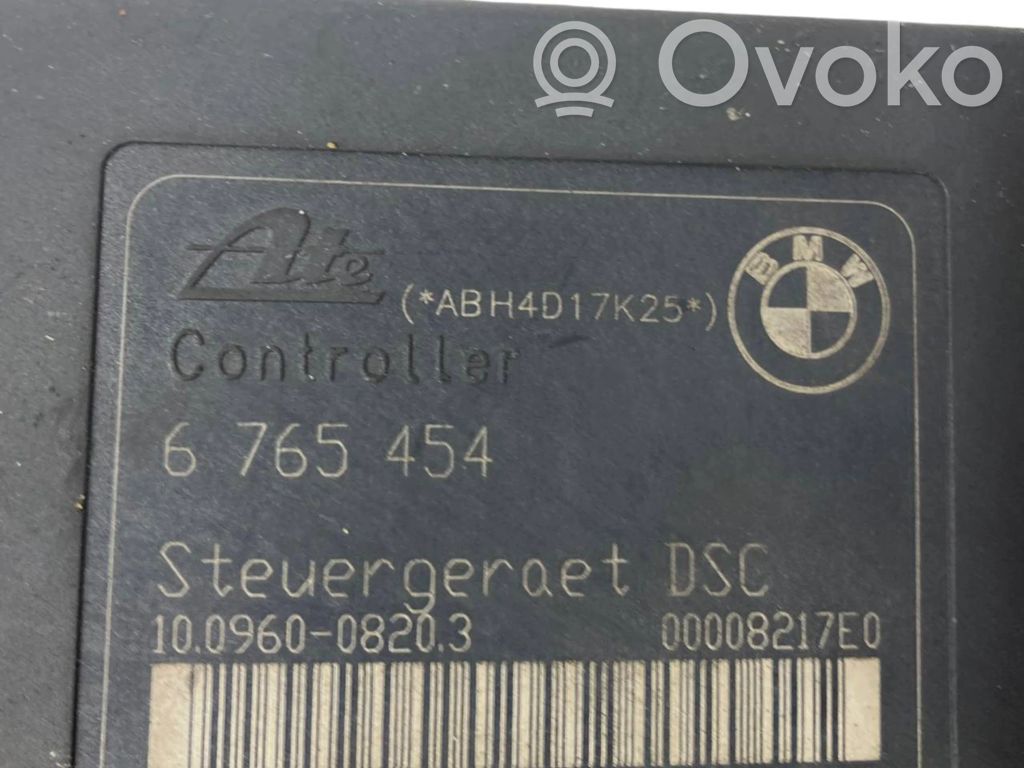 Ovoko
Ate
(*ABH4D17K25*)
BMW
Controller
6 765 454
Steuergeraet DSC
10.0960-0820.3 00008217E0